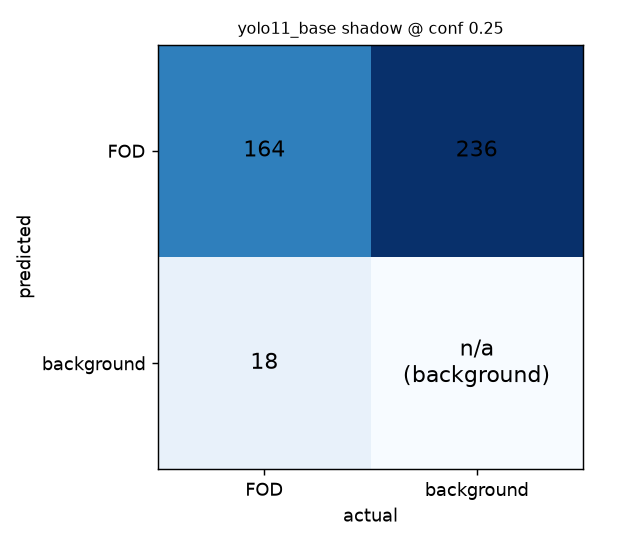 yolo11_base shadow @ conf 0.25
predicted
FOD
164
236
background
18
n/a
(background)
FOD
background
actual